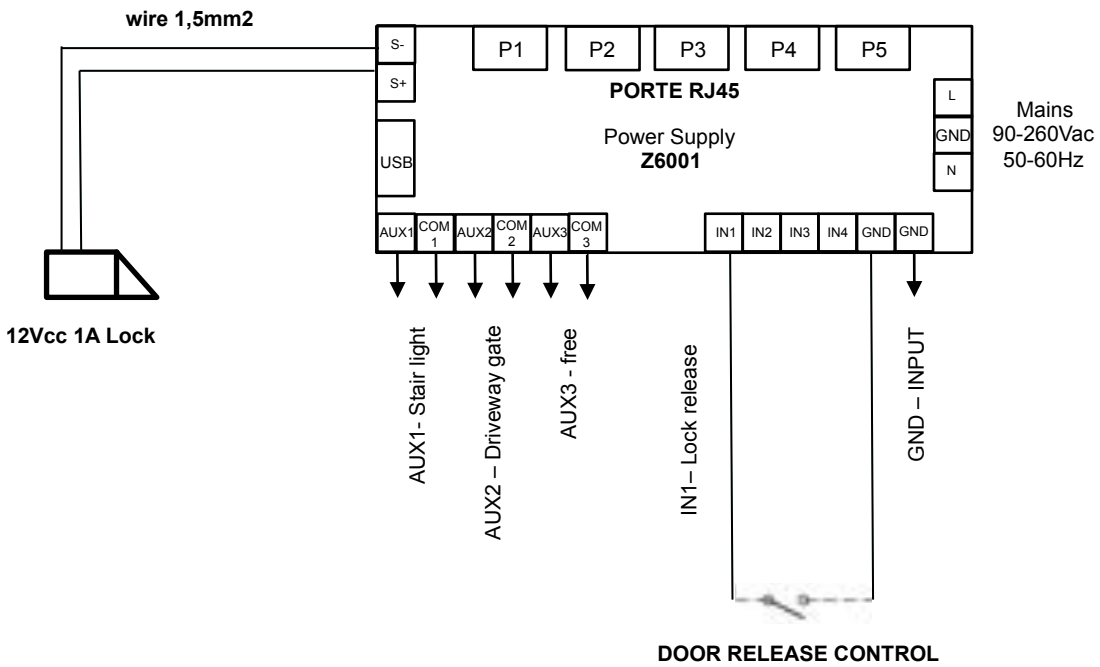 wire 1,5mm2
S-
S+
USB
P1
P2
P3
P4
P5
PORTE RJ45
Power Supply
Z6001
L
GND
N
Mains
90-260Vac
50-60Hz
AUX1
COM
1
AUX2
COM
2
AUX3
COM
3
IN1
IN2
IN3
IN4
GND
GND
12Vcc 1A Lock
AUX1- Stair light
AUX2 – Driveway gate
AUX3 - free
IN1– Lock release
GND – INPUT
DOOR RELEASE CONTROL